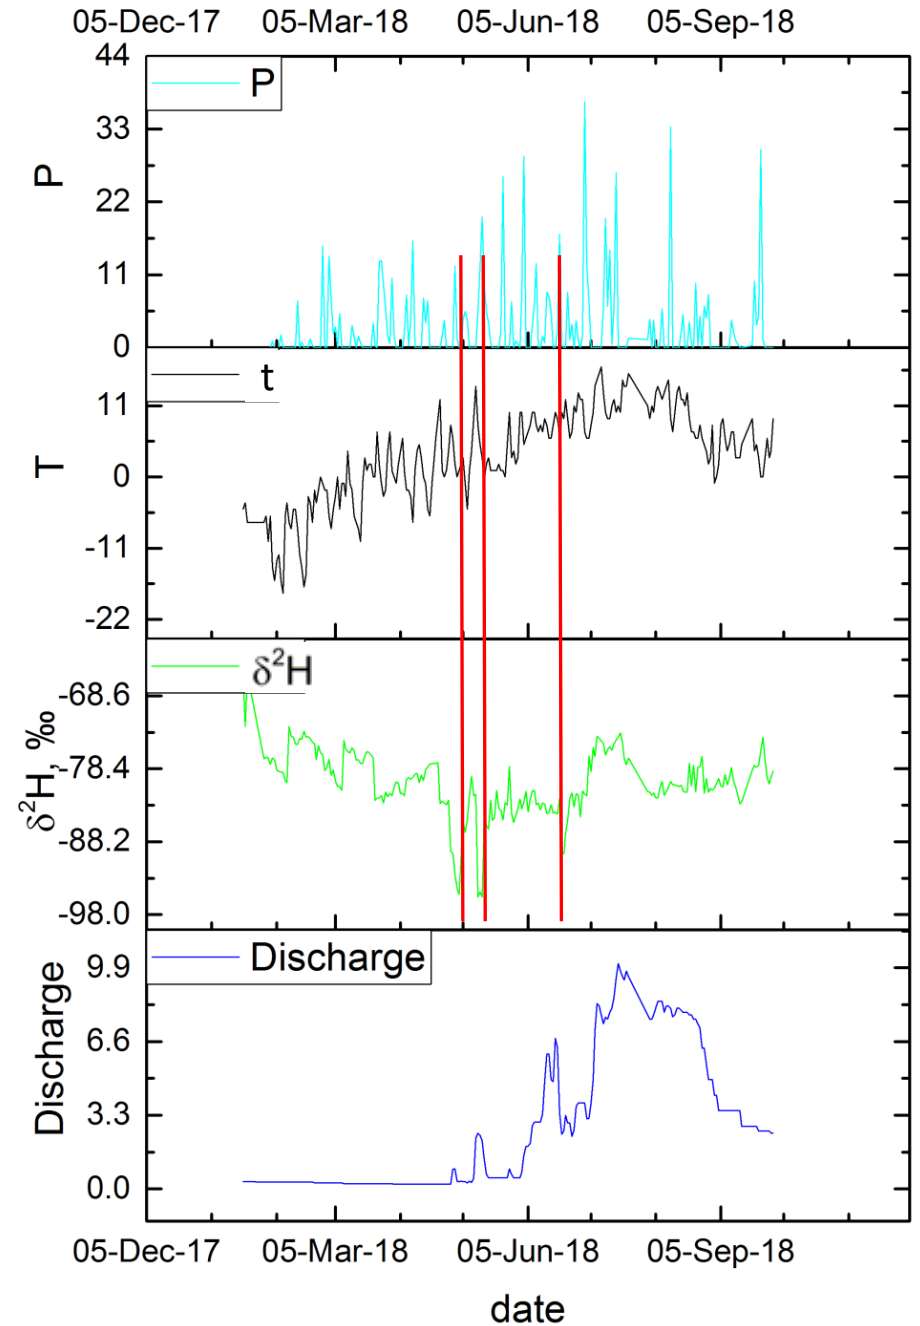 05-Dec-17 05-Mar-18 05-Jun-18 05-Sep-18
44
P
33
P
22
11
0
t
11
T
0
-11
-22
δ²H
-68.6
δ²H, ‰
-78.4
-88.2
-98.0
Discharge
9.9
Discharge
6.6
3.3
0.0
05-Dec-17 05-Mar-18 05-Jun-18 05-Sep-18
date